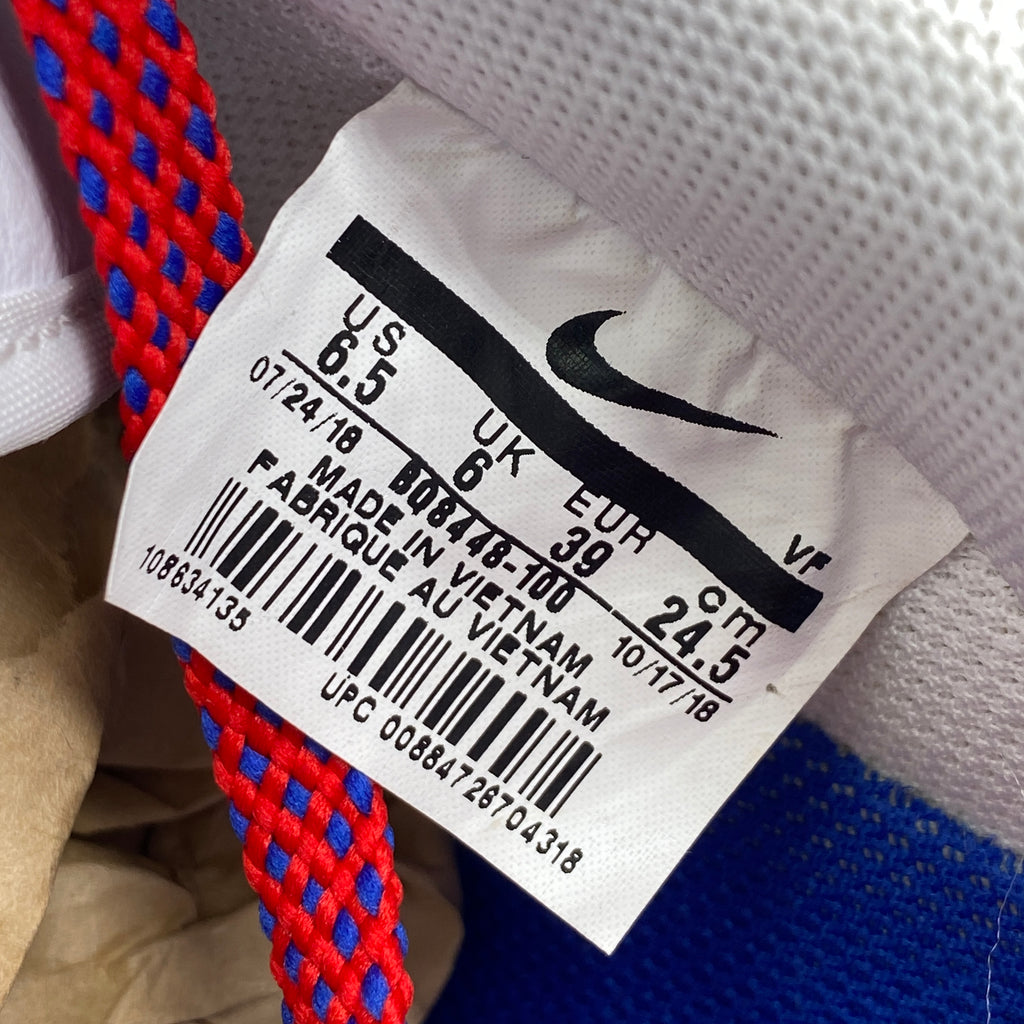 VF
US UK EUR cm
6.5 6 39 24.5
07/24/18 BQ8448-100 10/17/18
MADE IN VIETNAM
FABRIQUE AU VIETNAM
108634135
UPC 00884726704318